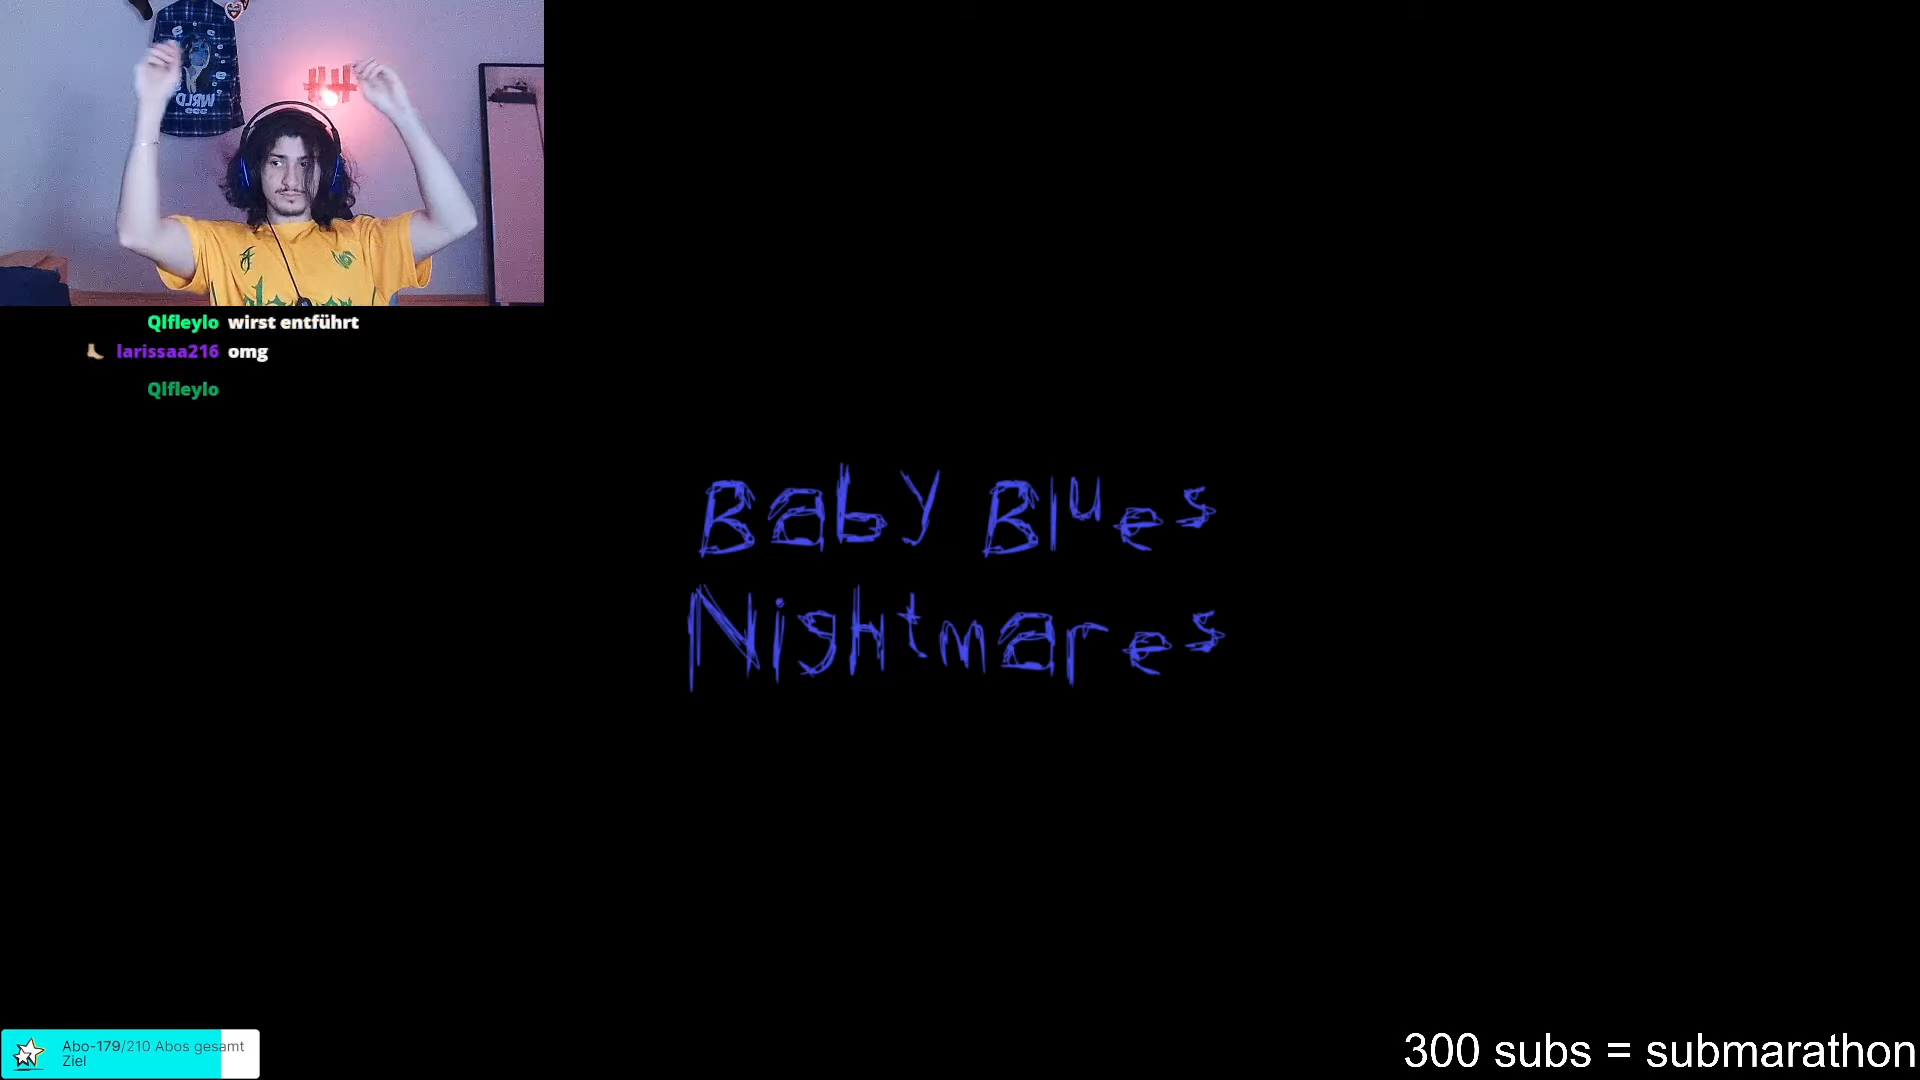 Qlfleylo wirst entführt
larissaa216 omg
Qlfleylo
Baby Blues
Nightmares
Abo-179/210 Abos gesamt
Ziel
300 subs = submarathon